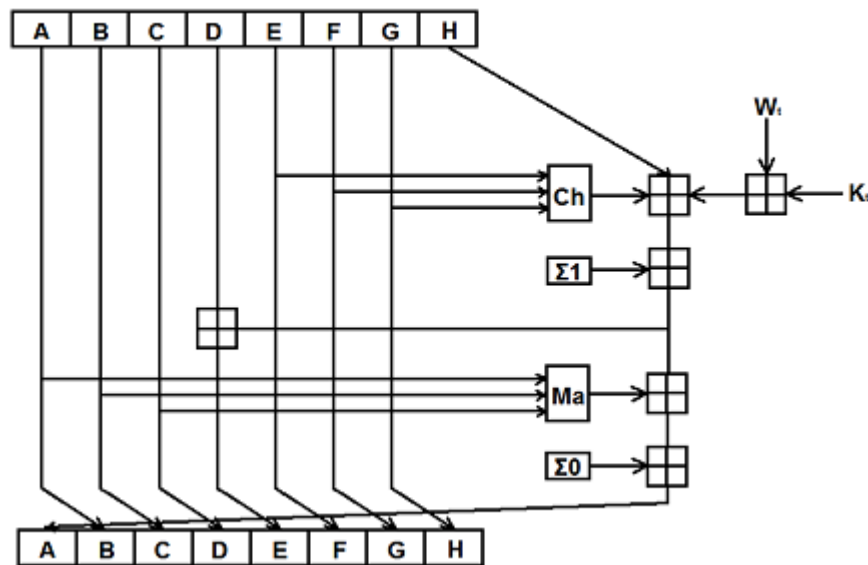 A B C D E F G H
Wt
Ch
Kt
Σ1
Ma
Σ0
A B C D E F G H